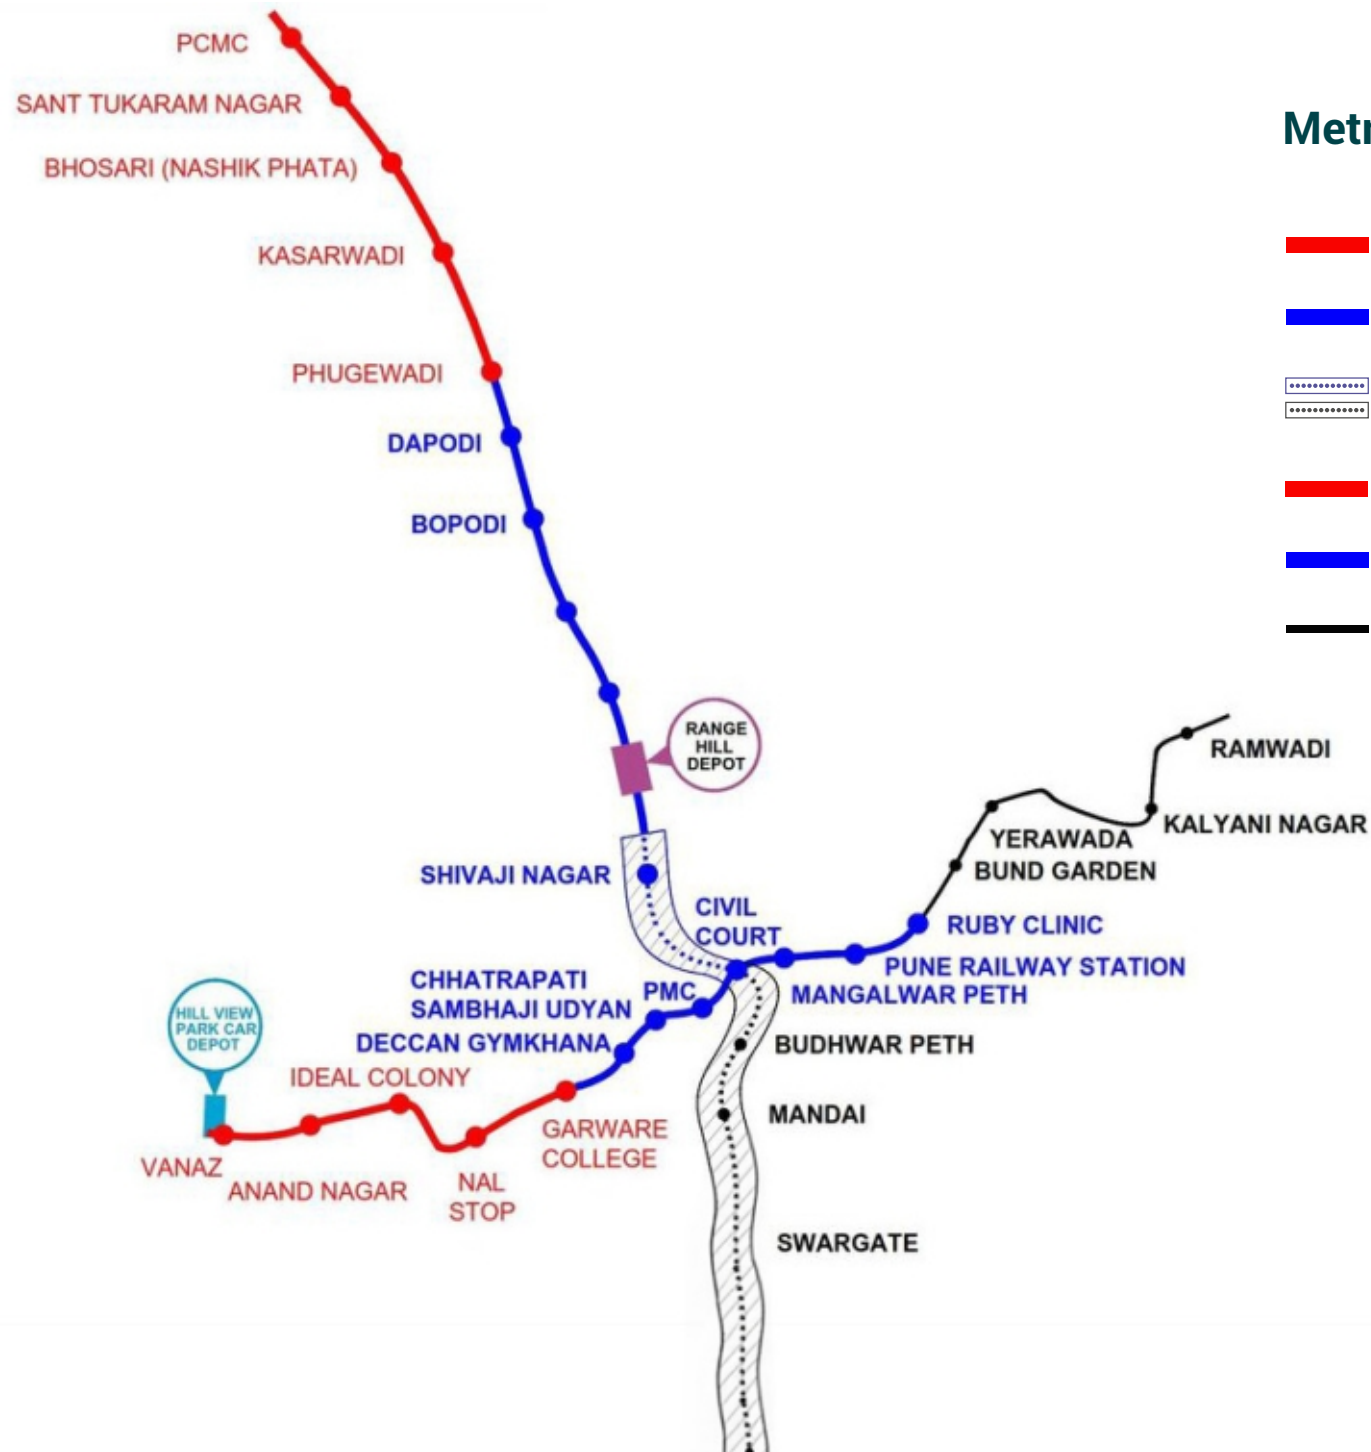 PCMC
Metr
SANT TUKARAM NAGAR
BHOSARI (NASHIK PHATA)
KASARWADI
PHUGEWADI
DAPODI
BOPODI
RANGE
HILL
DEPOT
RAMWADI
KALYANI NAGAR
YERAWADA
BUND GARDEN
SHIVAJI NAGAR
CIVIL
COURT
RUBY CLINIC
PUNE RAILWAY STATION
MANGALWAR PETH
CHHATRAPATI
SAMBHAJI UDYAN
PMC
DECCAN GYMKHANA
HILL VIEW
PARK CAR
DEPOT
BUDHWAR PETH
IDEAL COLONY
MANDAI
GARWARE
COLLEGE
VANAZ
ANAND NAGAR
NAL
STOP
SWARGATE